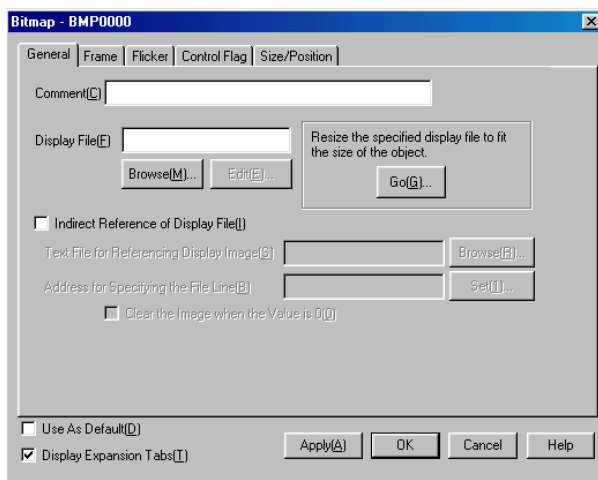 Bitmap - BMP0000
General Frame Flicker Control Flag Size/Position
Comment(C)
Display File(F)
Resize the specified display file to fit
the size of the object.
Browse(M)... Edit(E)... Go(G)...
Indirect Reference of Display File(I)
Text File for Referencing Display Image(S) Browse(R)...
Address for Specifying the File Line(B) Set(1)...
Clear the Image when the Value is 0(0)
Use As Default(D)
Display Expansion Tabs(T)
Apply(A) OK Cancel Help